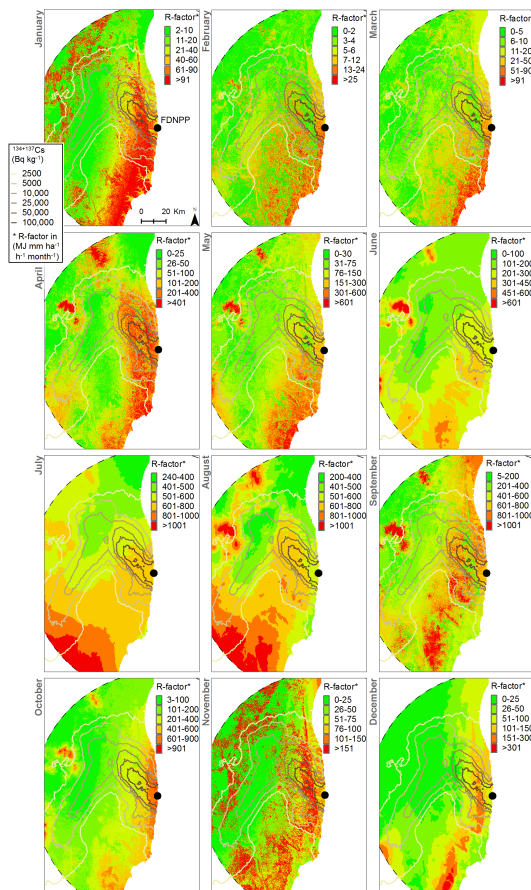 January
R-factor*
2-10
11-20
21-40
40-60
61-90
>91
FDNPP
0 20 40 Km
February
R-factor*
0-2
3-4
5-6
7-12
13-24
>25
March
R-factor*
0-5
6-10
11-20
21-50
51-90
>91
134+137Cs
(Bq kg-1)
2500
5000
10,000
25,000
50,000
100,000
* R-factor in
(MJ mm ha-1
h-1 month-1)
April
R-factor*
0-25
26-50
51-100
101-200
201-400
>401
May
R-factor*
0-30
31-75
76-150
151-300
301-600
>601
June
R-factor*
0-100
101-200
201-300
301-450
451-600
>601
July
R-factor*
240-400
401-500
501-600
601-800
801-1000
>1001
August
R-factor*
200-400
401-500
501-600
601-800
801-1000
>1001
September
R-factor*
5-200
201-400
401-600
601-800
801-1000
>1001
October
R-factor*
3-100
101-200
201-400
401-600
601-900
>901
November
R-factor*
0-25
26-50
51-75
76-100
101-150
>151
December
R-factor*
0-25
26-50
51-100
101-150
151-300
>301